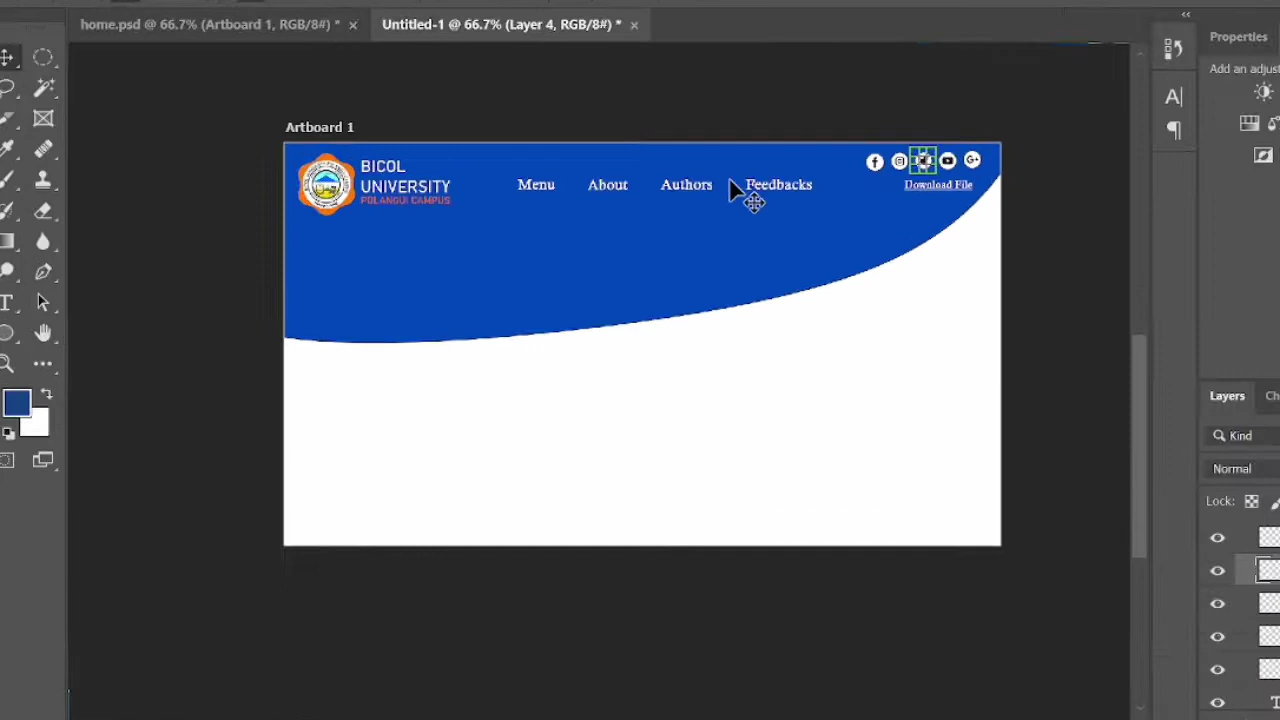 home.psd @ 66.7% (Artboard 1, RGB/8#) * ×
Untitled-1 @ 66.7% (Layer 4, RGB/8#) * ×
Properties
Add an adjust
Artboard 1
BICOL
UNIVERSITY
POLANGUI CAMPUS
Menu
About
Authors
Feedbacks
Download File
Layers
Ch
Kind
Normal
Lock: